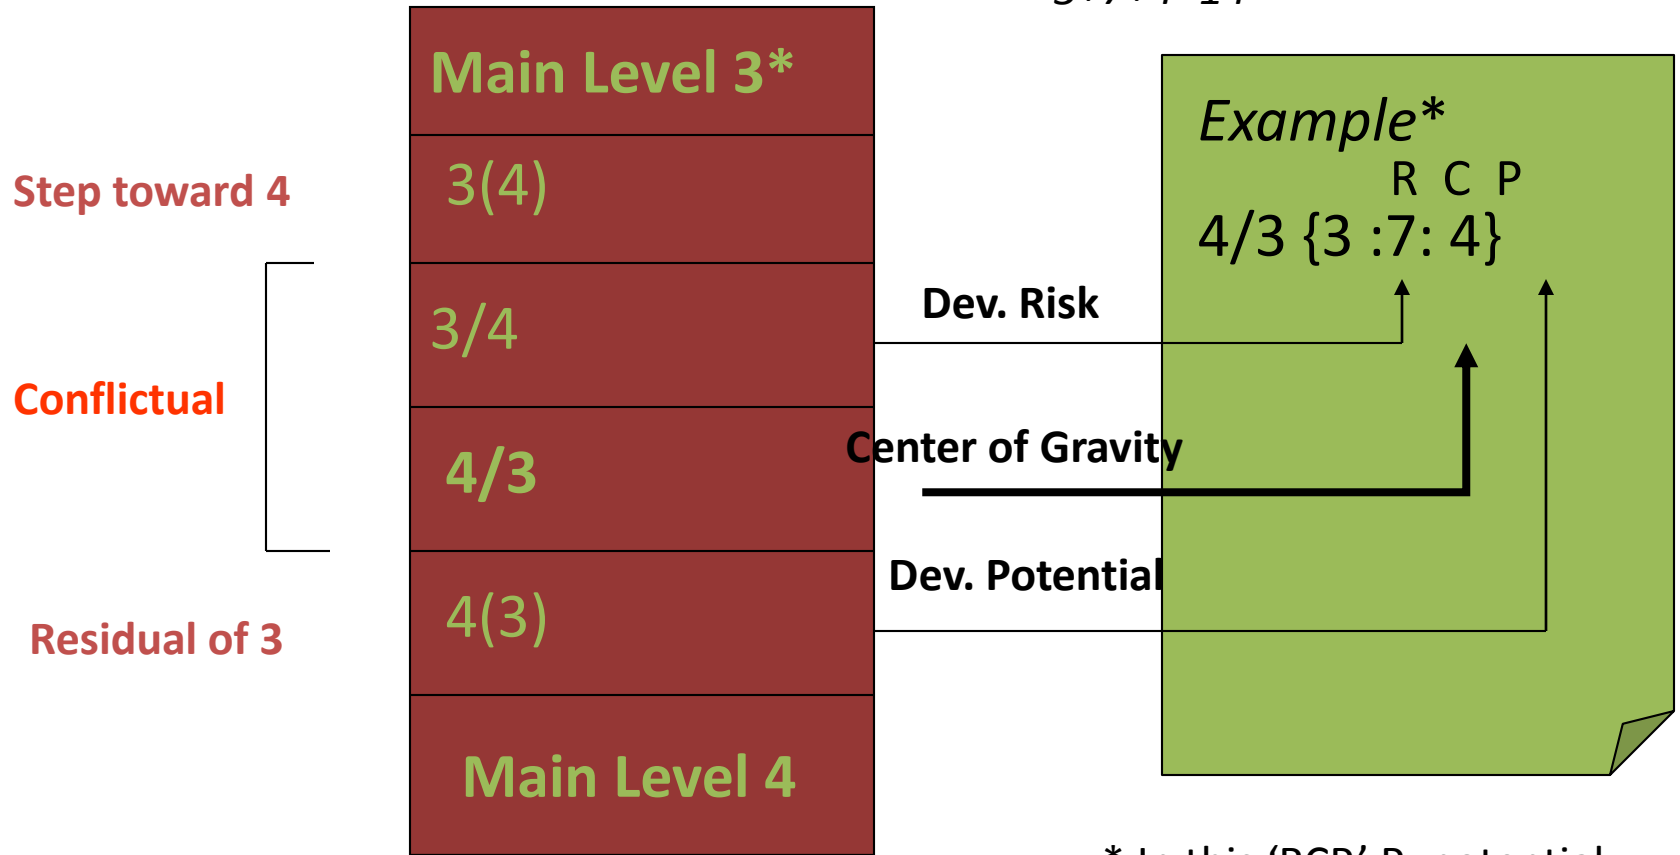 Main Level 3*
Step toward 4
3(4)
3/4
Conflictual
4/3
4(3)
Residual of 3
Main Level 4
Dev. Risk
Center of Gravity
Dev. Potential
Example*
R C P
4/3 {3 :7: 4}